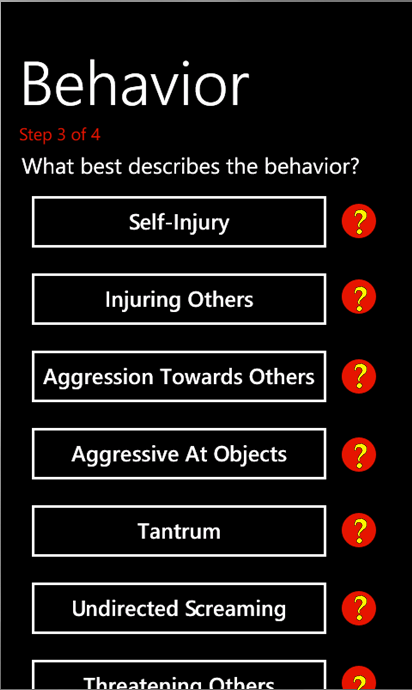 Behavior
Step 3 of 4
What best describes the behavior?
Self-Injury
?
Injuring Others
?
Aggression Towards Others
?
Aggressive At Objects
?
Tantrum
?
Undirected Screaming
?
Threatening Others
?